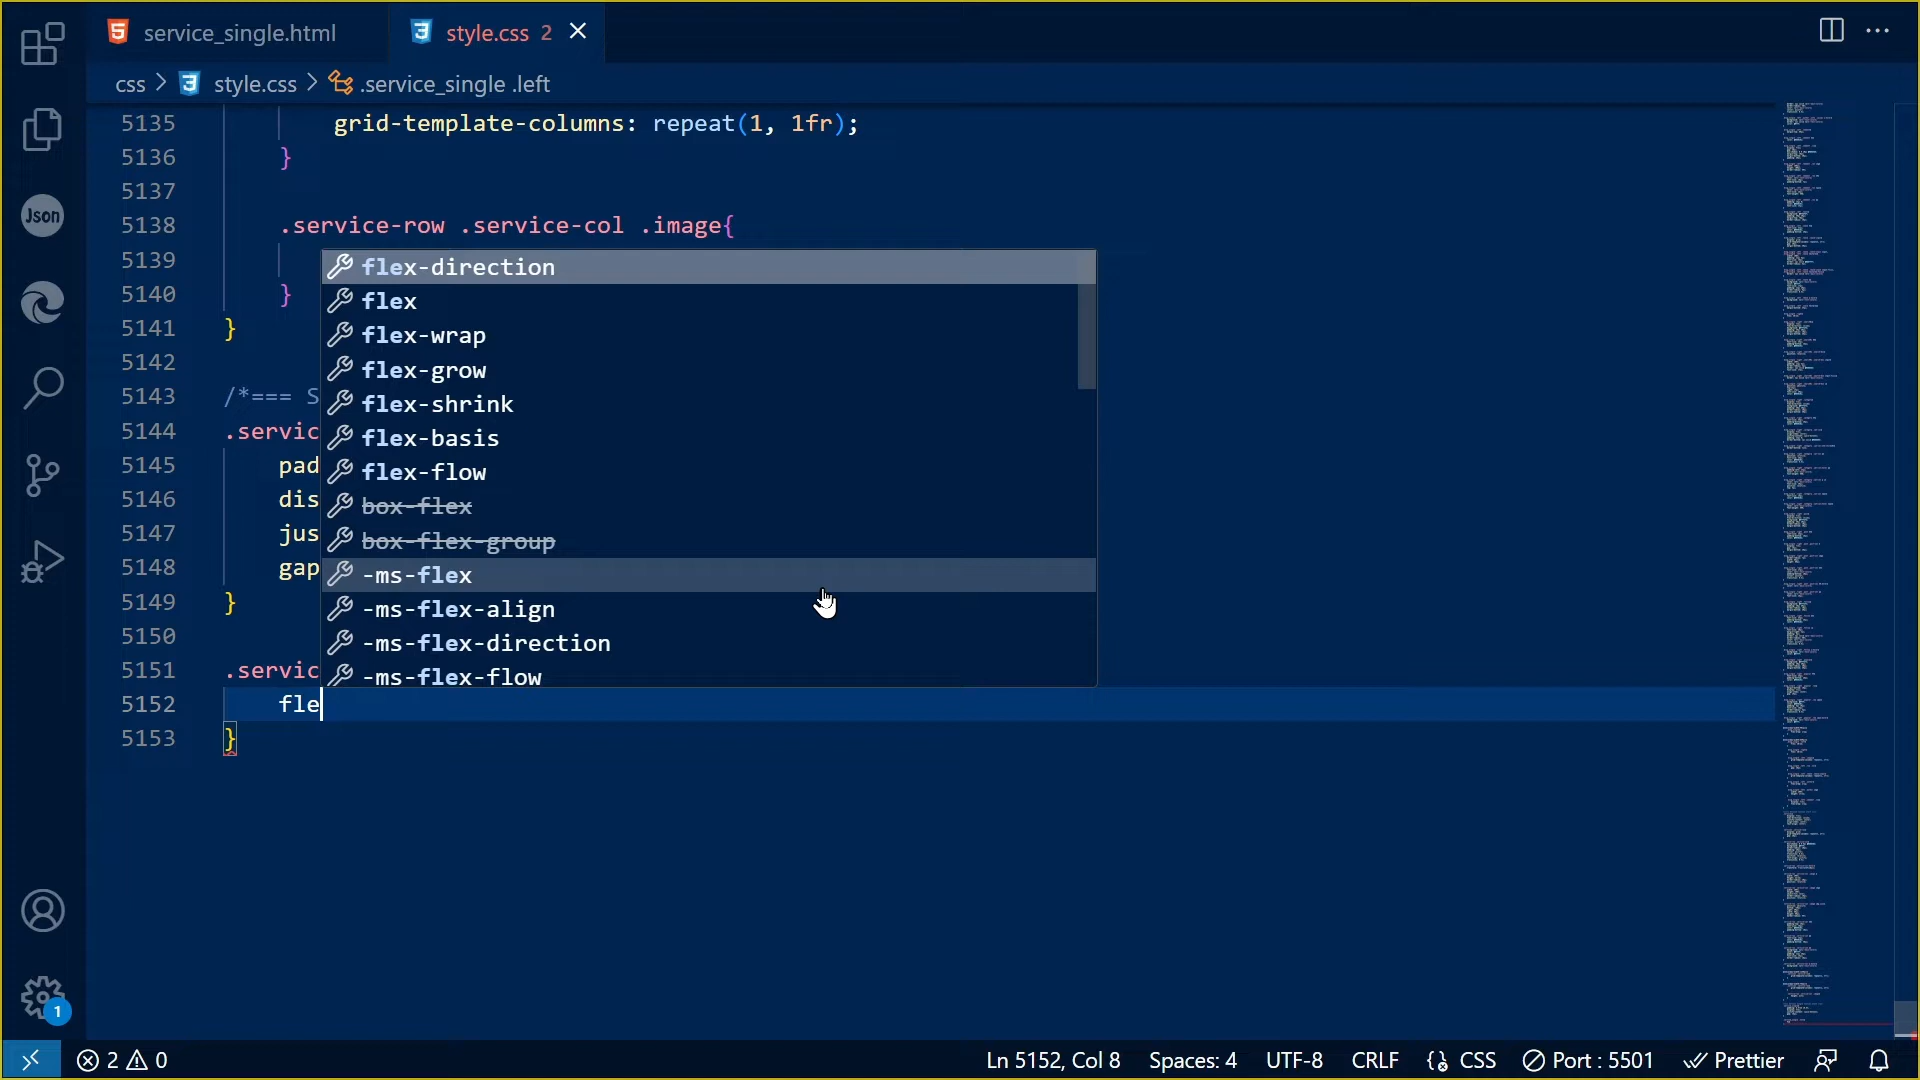 service_single.html
style.css 2
css > style.css > .service_single .left
5135 grid-template-columns: repeat(1, 1fr);
5136 }
5137
5138 .service-row .service-col .image{
5139
5140 }
5141 }
5142
5143 /*=== S
5144 .servic
5145 pad
5146 dis
5147 jus
5148 gap
5149 }
5150
5151 .servic
5152 fle
5153 }
flex-direction
flex
flex-wrap
flex-grow
flex-shrink
flex-basis
flex-flow
box-flex
box-flex-group
-ms-flex
-ms-flex-align
-ms-flex-direction
-ms-flex-flow
Json
1
2 0 Ln 5152, Col 8 Spaces: 4 UTF-8 CRLF CSS Port : 5501 Prettier